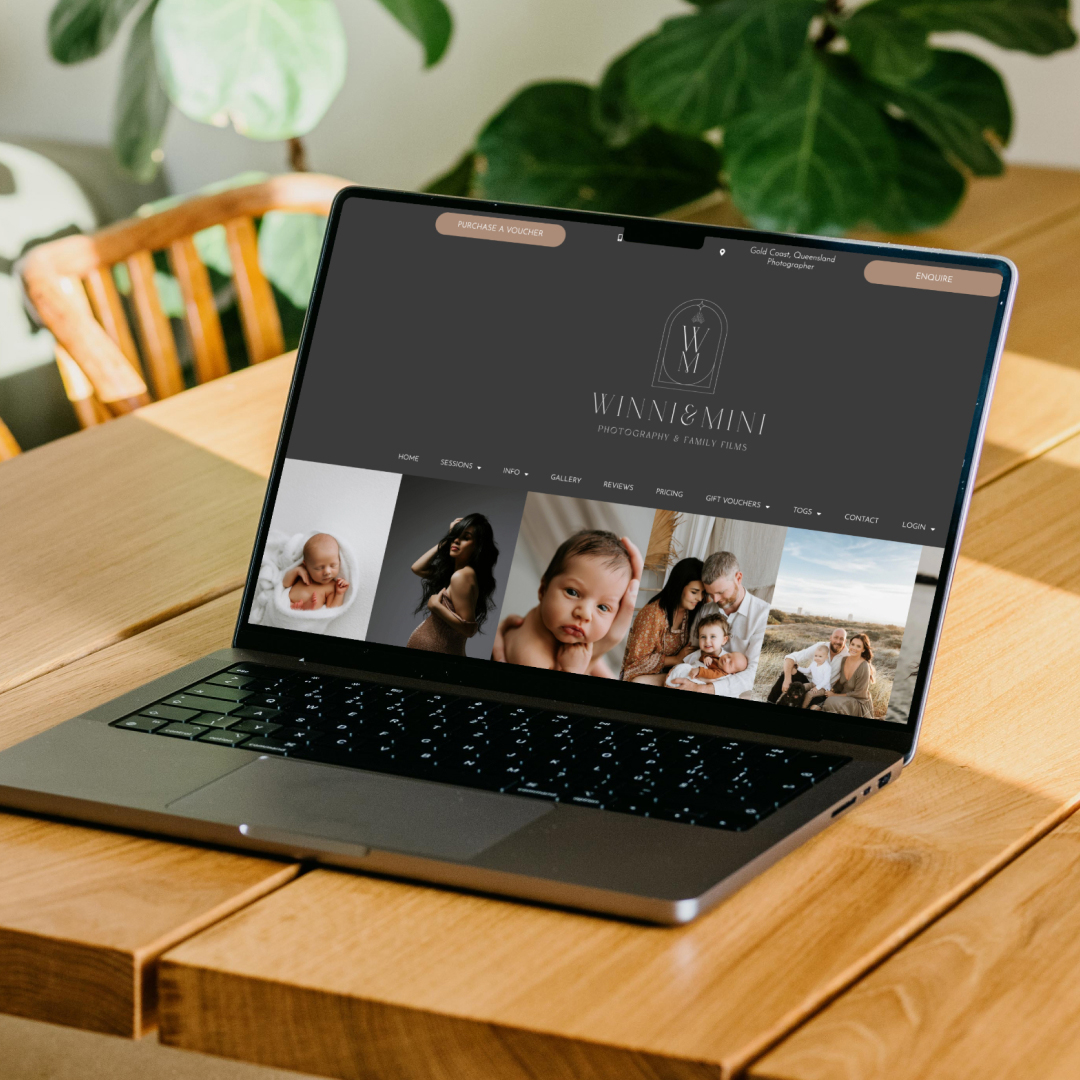 PURCHASE A VOUCHER
Gold Coast, Queensland
Photographer
ENQUIRE
W
M
WINNI&MINI
PHOTOGRAPHY & FAMILY FILMS
HOME
SESSIONS
INFO
GALLERY
REVIEWS
PRICING
GIFT VOUCHERS
TOGS
CONTACT
LOGIN